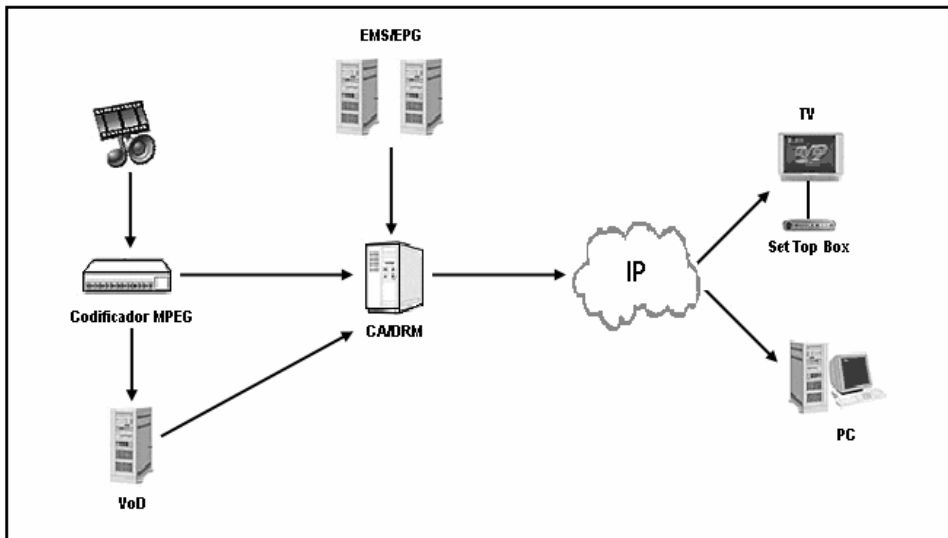 EMS/EPG
TV
Set Top Box
IP
Codificador MPEG
CA/DRM
PC
VoD